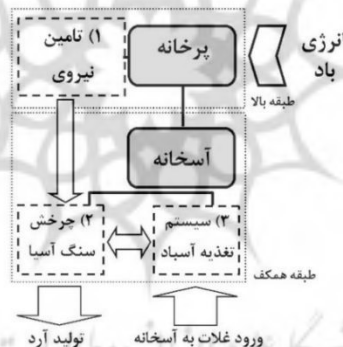 انرژی
باد
پرخانه
۱) تامین
نیروی
طبقه بالا
آسخانه
۳) سیستم
تغذیه آسباد
۲) چرخش
سنگ آسیا
طبقه همکف
ورود غلات به آسخانه
تولید آرد